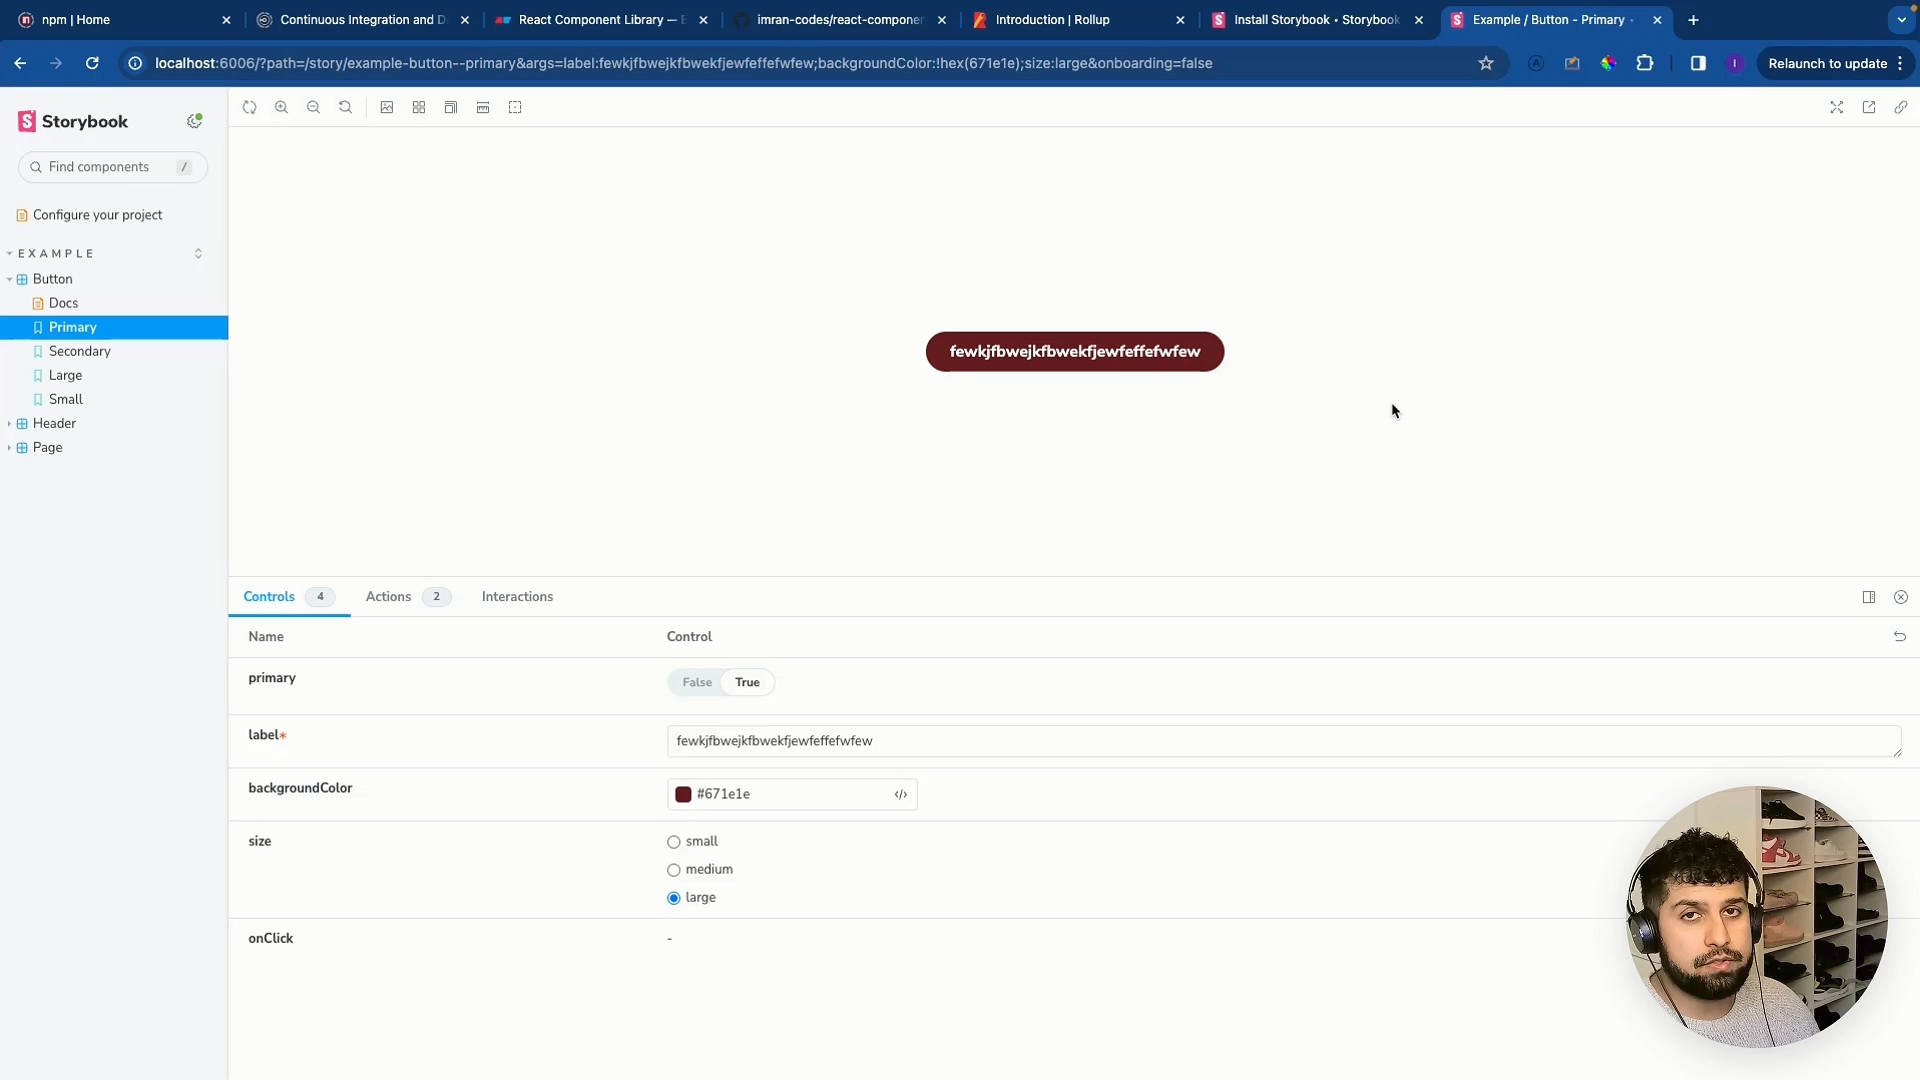 npm | Home
Continuous Integration and D
React Component Library — E
imran-codes/react-componen
Introduction | Rollup
Install Storybook • Storybook
Example / Button - Primary
localhost:6006/?path=/story/example-button--primary&args=label:fewkjfbwejkfbwekfjewfeffefwfew;backgroundColor:!hex(671e1e);size:large&onboarding=false
Relaunch to update
Storybook
Find components /
Configure your project
EXAMPLE
Button
Docs
Primary
Secondary
Large
Small
Header
Page
fewkjfbwejkfbwekfjewfeffefwfew
Controls 4 Actions 2 Interactions
Name Control
primary False True
label* fewkjfbwejkfbwekfjewfeffefwfew
backgroundColor #671e1e
size small
medium
large
onClick -